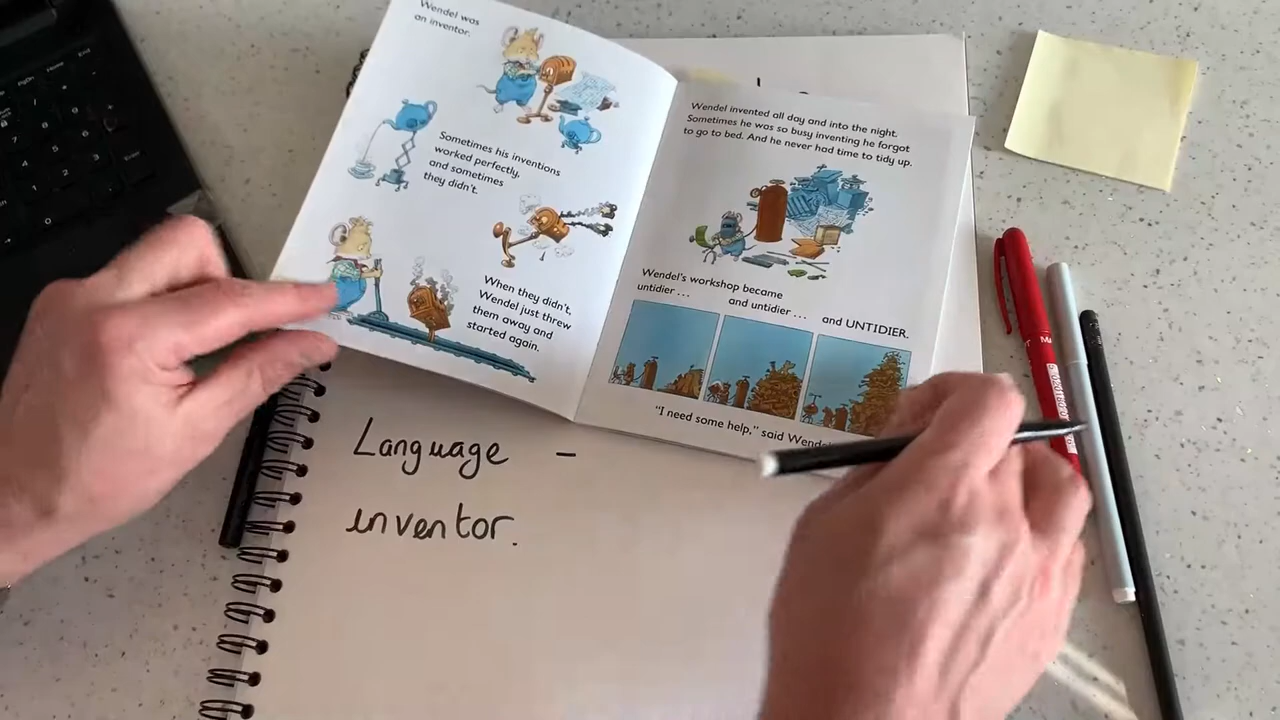 Wendel was
an inventor.
Sometimes his inventions
worked perfectly,
and sometimes
they didn't.
When they didn't,
Wendel just threw
them away and
started again.
Wendel invented all day and into the night.
Sometimes he was so busy inventing he forgot
to go to bed. And he never had time to tidy up.
Wendel's workshop became
untidier ... and untidier ... and UNTIDIER.
"I need some help," said Wendel
Language -
inventor.